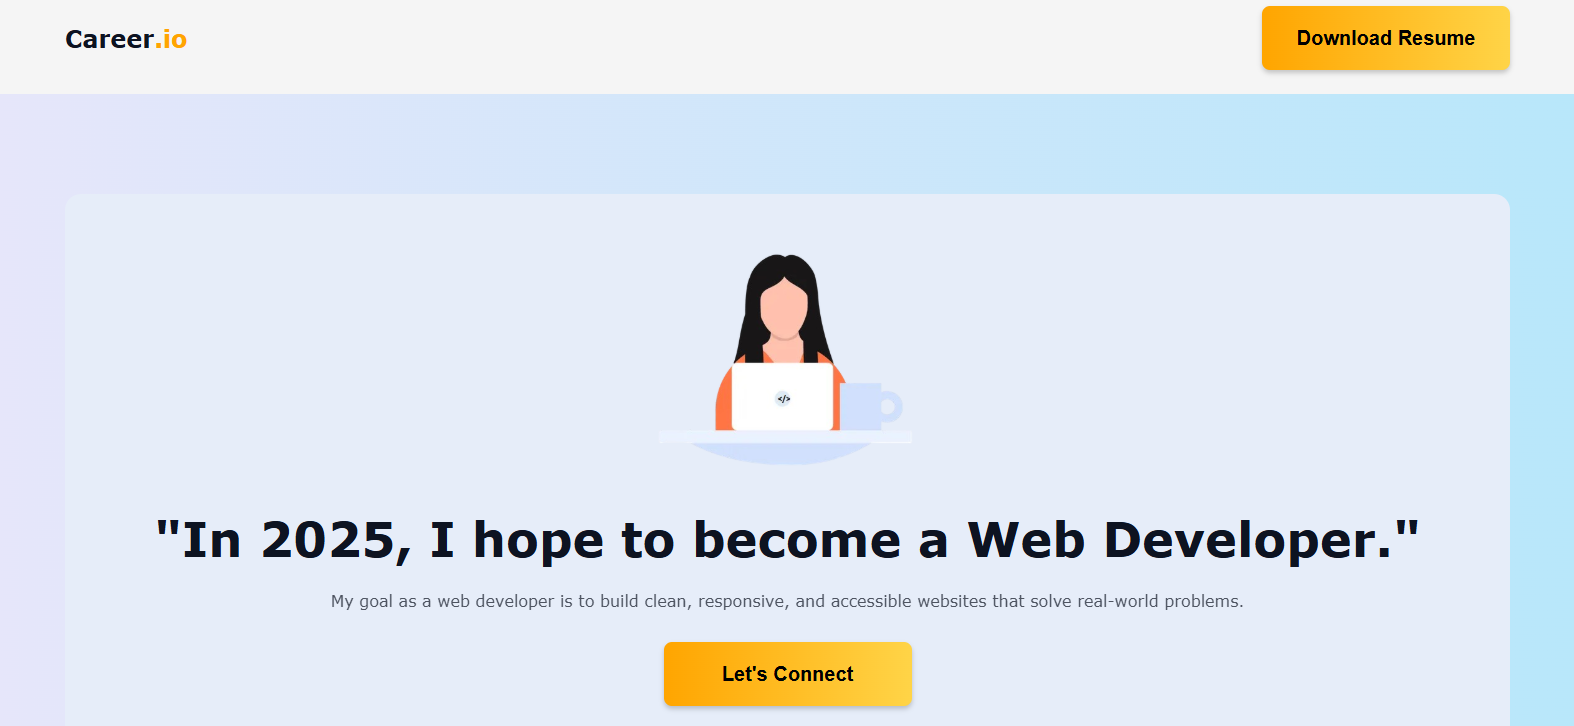 Career.io
Download Resume
</>
"In 2025, I hope to become a Web Developer."
My goal as a web developer is to build clean, responsive, and accessible websites that solve real-world problems.
Let's Connect